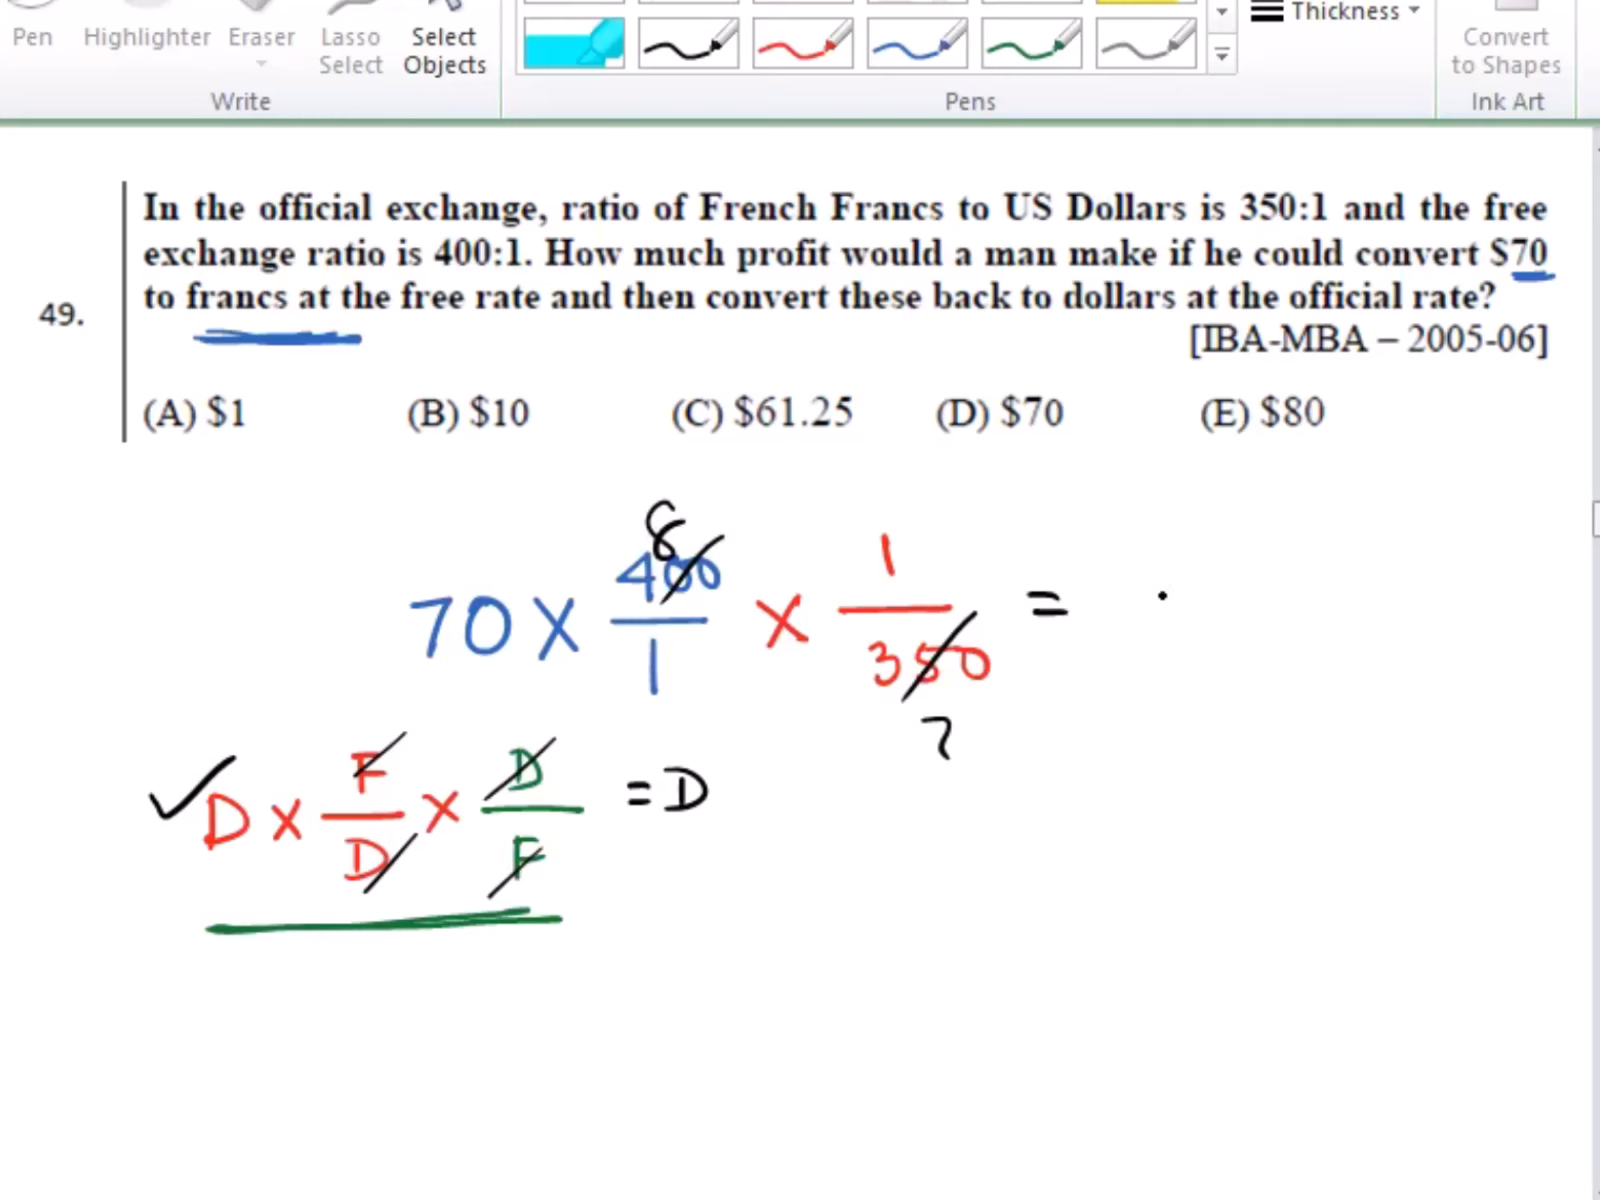 Pen Highlighter Eraser Lasso Select Select Objects
Thickness
Convert to Shapes
Write Pens Ink Art
49.
In the official exchange, ratio of French Francs to US Dollars is 350:1 and the free
exchange ratio is 400:1. How much profit would a man make if he could convert $70
to francs at the free rate and then convert these back to dollars at the official rate?
[IBA-MBA – 2005-06]
(A) $1 (B) $10 (C) $61.25 (D) $70 (E) $80
8
70 × 400/1 × 1/350 =
7
D × F/D × D/F = D